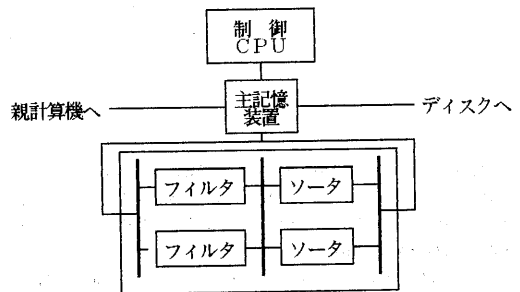 制 御
CPU
主記憶
装置
親計算機へ
ディスクへ
フィルタ
ソータ
フィルタ
ソータ